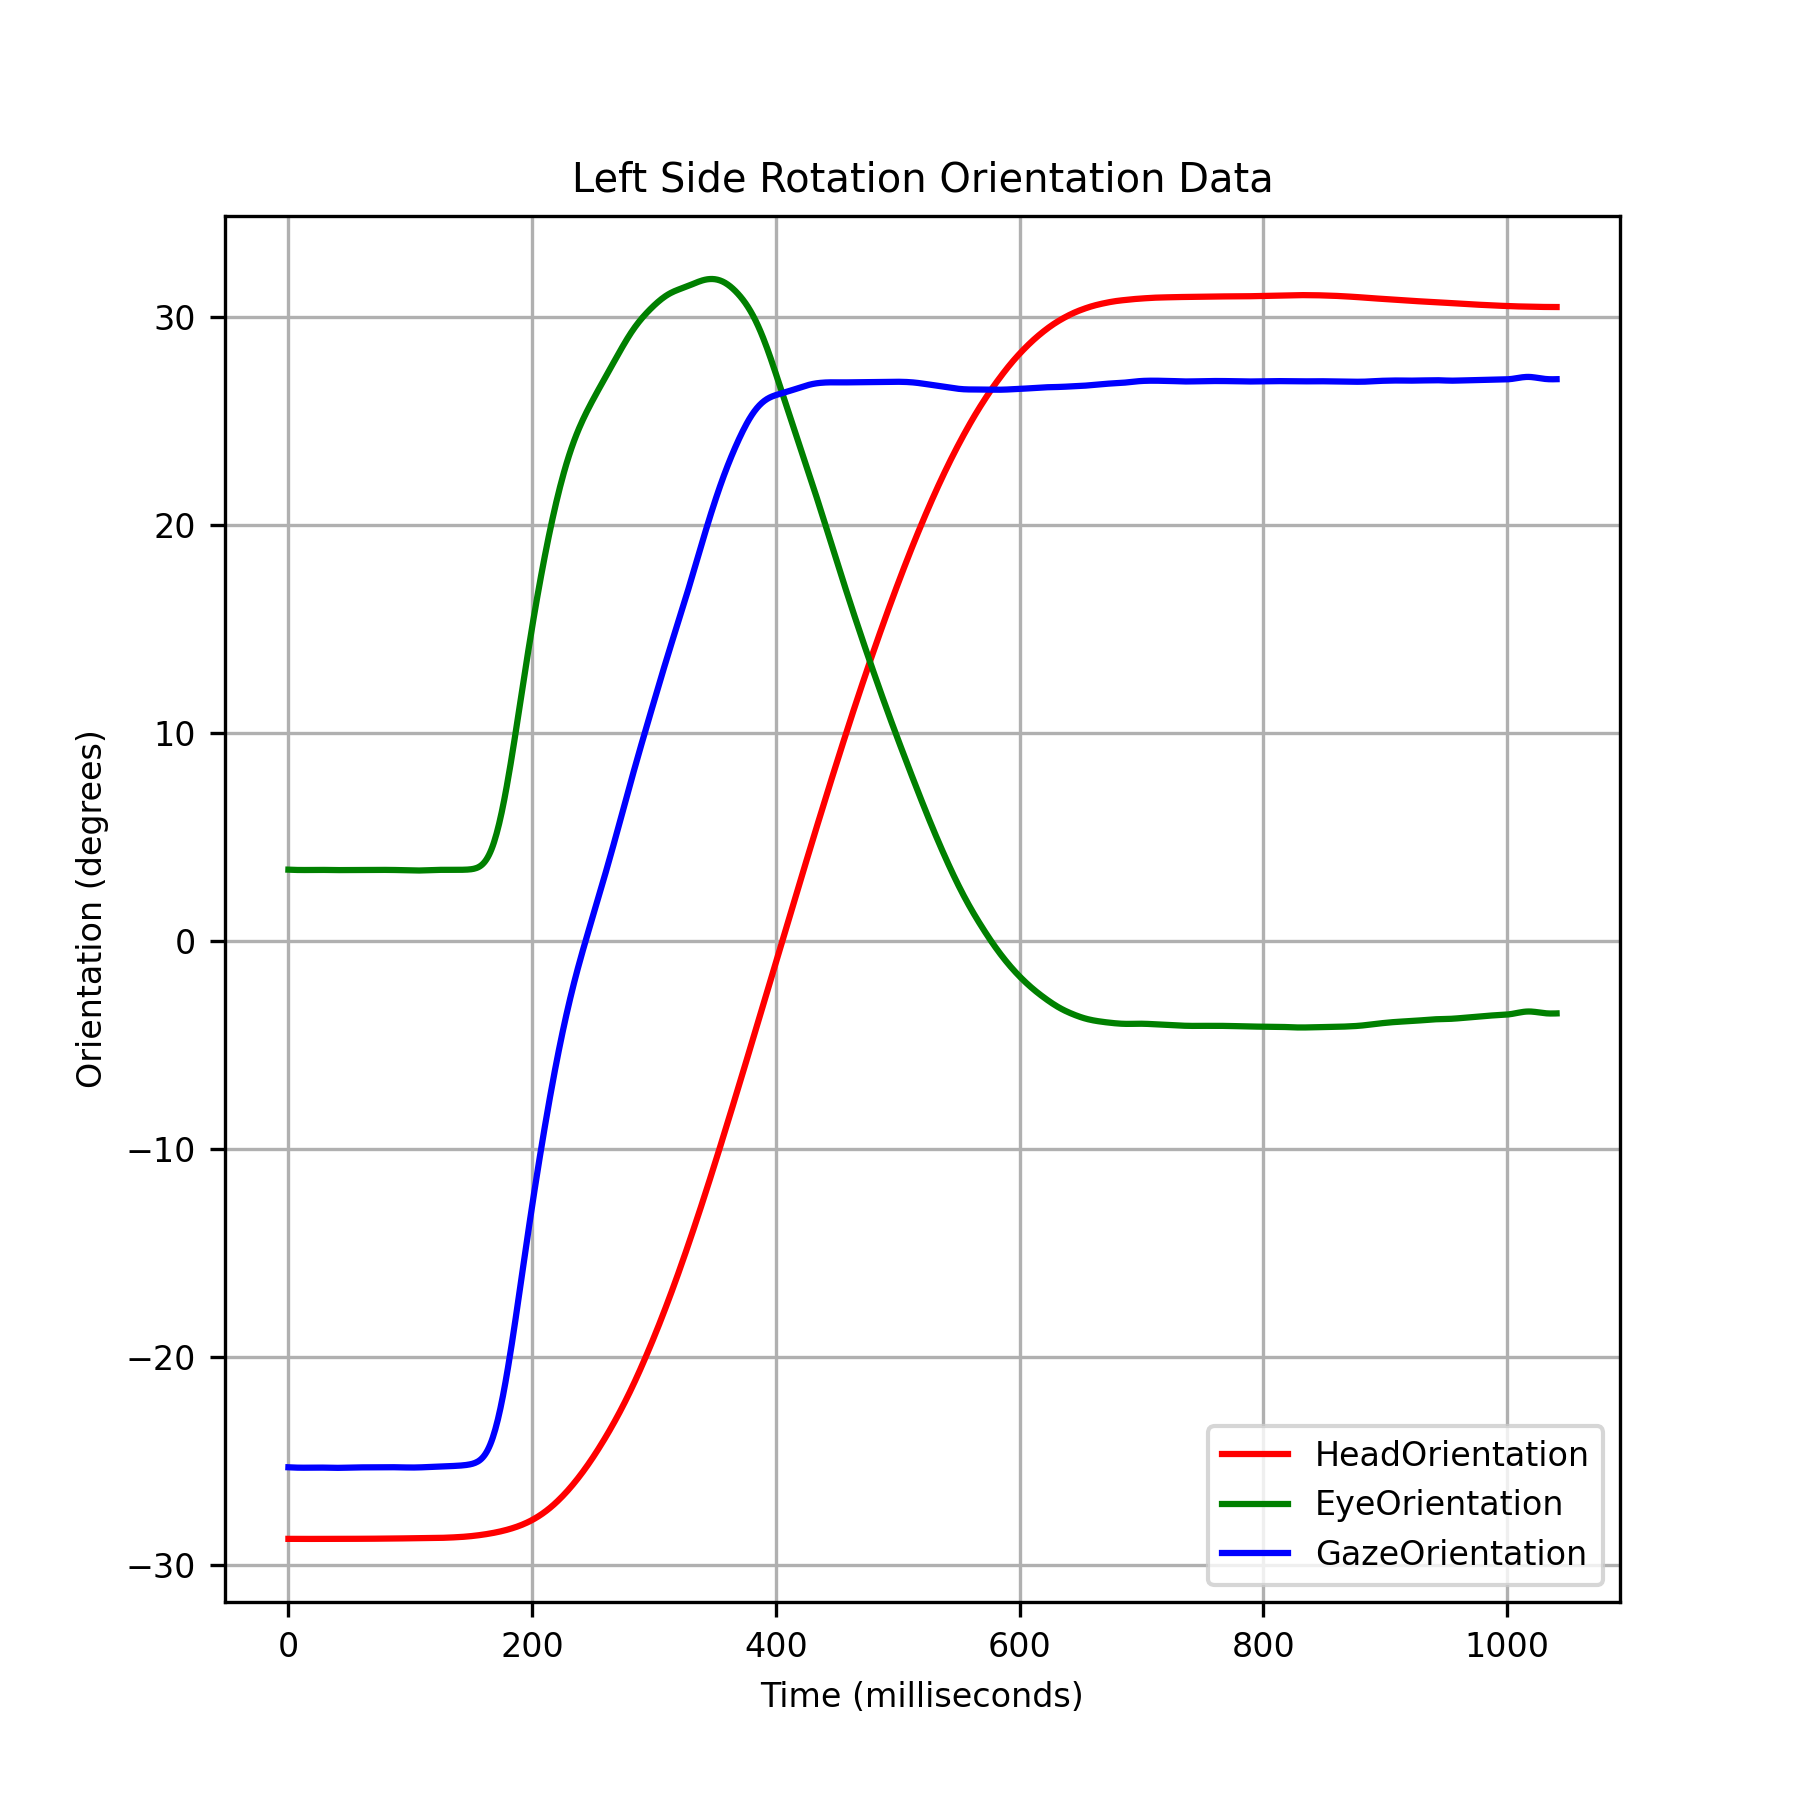 Left Side Rotation Orientation Data
Orientation (degrees)
30
20
10
0
−10
−20
−30
HeadOrientation
EyeOrientation
GazeOrientation
0 200 400 600 800 1000
Time (milliseconds)